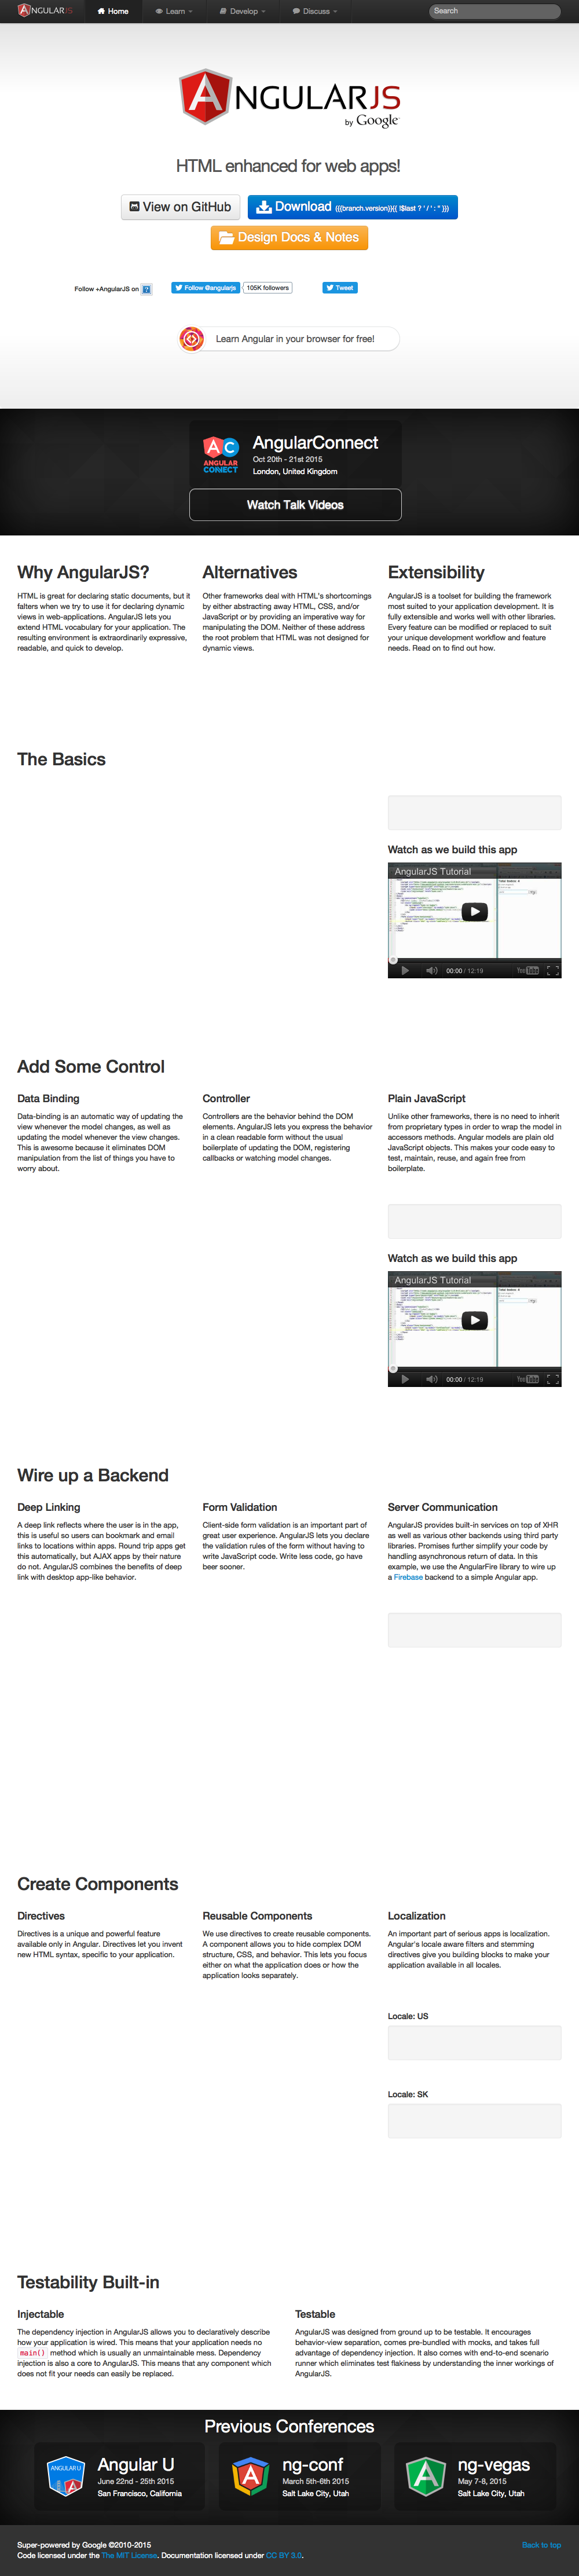 ANGULARJS Home Learn Develop Discuss Search
ANGULARJS
by Google
HTML enhanced for web apps!
View on GitHub Download ({{branch.version}}{{ !$last ? ' / ' : '' }})
Design Docs & Notes
Follow +AngularJS on Follow @angularjs 105K followers Tweet
Learn Angular in your browser for free!
AC
ANGULAR
CONNECT
AngularConnect
Oct 20th - 21st 2015
London, United Kingdom
Watch Talk Videos
Why AngularJS?
HTML is great for declaring static documents, but it
falters when we try to use it for declaring dynamic
views in web-applications. AngularJS lets you
extend HTML vocabulary for your application. The
resulting environment is extraordinarily expressive,
readable, and quick to develop.
Alternatives
Other frameworks deal with HTML's shortcomings
by either abstracting away HTML, CSS, and/or
JavaScript or by providing an imperative way for
manipulating the DOM. Neither of these address
the root problem that HTML was not designed for
dynamic views.
Extensibility
AngularJS is a toolset for building the framework
most suited to your application development. It is
fully extensible and works well with other libraries.
Every feature can be modified or replaced to suit
your unique development workflow and feature
needs. Read on to find out how.
The Basics
Watch as we build this app
AngularJS Tutorial
00:00 / 12:19 YouTube
Add Some Control
Data Binding
Data-binding is an automatic way of updating the
view whenever the model changes, as well as
updating the model whenever the view changes.
This is awesome because it eliminates DOM
manipulation from the list of things you have to
worry about.
Controller
Controllers are the behavior behind the DOM
elements. AngularJS lets you express the behavior
in a clean readable form without the usual
boilerplate of updating the DOM, registering
callbacks or watching model changes.
Plain JavaScript
Unlike other frameworks, there is no need to inherit
from proprietary types in order to wrap the model in
accessors methods. Angular models are plain old
JavaScript objects. This makes your code easy to
test, maintain, reuse, and again free from
boilerplate.
Watch as we build this app
AngularJS Tutorial
00:00 / 12:19 YouTube
Wire up a Backend
Deep Linking
A deep link reflects where the user is in the app,
this is useful so users can bookmark and email
links to locations within apps. Round trip apps get
this automatically, but AJAX apps by their nature
do not. AngularJS combines the benefits of deep
link with desktop app-like behavior.
Form Validation
Client-side form validation is an important part of
great user experience. AngularJS lets you declare
the validation rules of the form without having to
write JavaScript code. Write less code, go have
beer sooner.
Server Communication
AngularJS provides built-in services on top of XHR
as well as various other backends using third party
libraries. Promises further simplify your code by
handling asynchronous return of data. In this
example, we use the AngularFire library to wire up
a Firebase backend to a simple Angular app.
Create Components
Directives
Directives is a unique and powerful feature
available only in Angular. Directives let you invent
new HTML syntax, specific to your application.
Reusable Components
We use directives to create reusable components.
A component allows you to hide complex DOM
structure, CSS, and behavior. This lets you focus
either on what the application does or how the
application looks separately.
Localization
An important part of serious apps is localization.
Angular's locale aware filters and stemming
directives give you building blocks to make your
application available in all locales.
Locale: US
Locale: SK
Testability Built-in
Injectable
The dependency injection in AngularJS allows you to declaratively describe
how your application is wired. This means that your application needs no
main() method which is usually an unmaintainable mess. Dependency
injection is also a core to AngularJS. This means that any component which
does not fit your needs can easily be replaced.
Testable
AngularJS was designed from ground up to be testable. It encourages
behavior-view separation, comes pre-bundled with mocks, and takes full
advantage of dependency injection. It also comes with end-to-end scenario
runner which eliminates test flakiness by understanding the inner workings of
AngularJS.
Previous Conferences
ANGULAR U
Angular U
June 22nd - 25th 2015
San Francisco, California
ng-conf
March 5th-6th 2015
Salt Lake City, Utah
ng-vegas
May 7-8, 2015
Salt Lake City, Utah
Super-powered by Google ©2010-2015 Back to top
Code licensed under the The MIT License. Documentation licensed under CC BY 3.0.